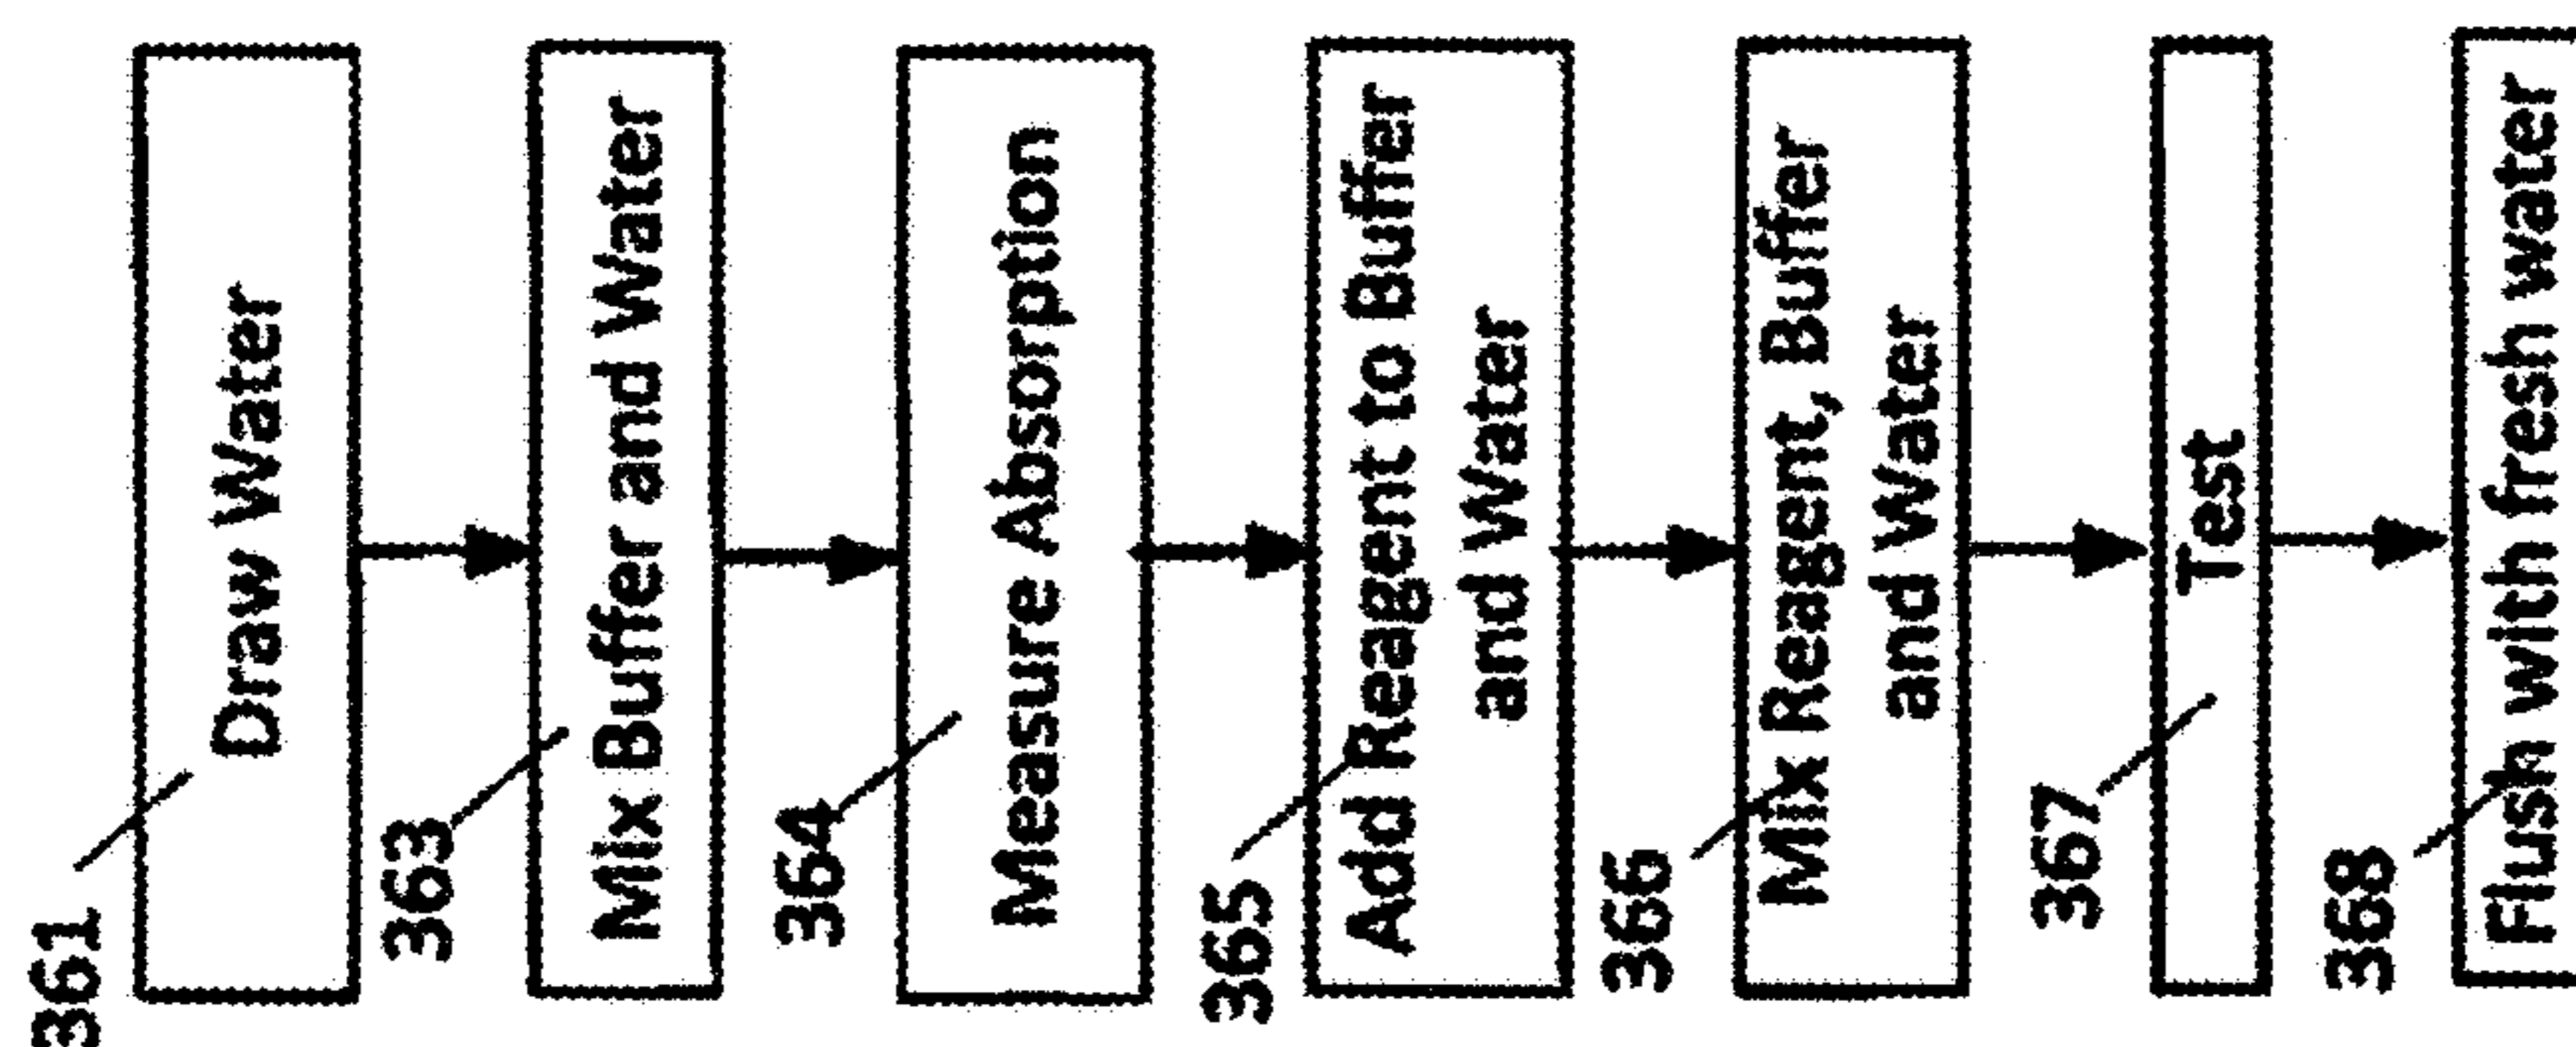 361
Draw Water
363
Mix Buffer and Water
364
Measure Absorption
365
Add Reagent to Buffer
and Water
366
Mix Reagent, Buffer
and Water
367
Test
368
Flush with fresh water